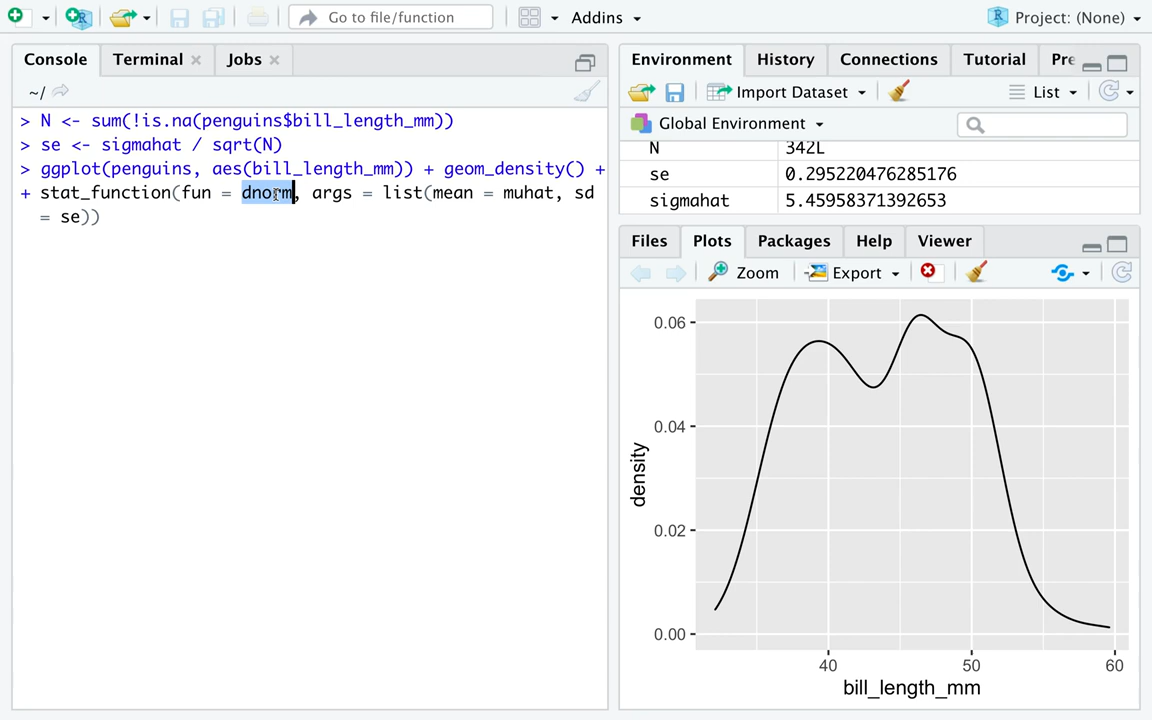 Go to file/function
Addins
Project: (None)
Console
Terminal
Jobs
~/
> N <- sum(!is.na(penguins$bill_length_mm))
> se <- sigmahat / sqrt(N)
> ggplot(penguins, aes(bill_length_mm)) + geom_density() +
+ stat_function(fun = dnorm, args = list(mean = muhat, sd
= se))
Environment
History
Connections
Tutorial
Pre
Import Dataset
List
Global Environment
N 342L
se 0.295220476285176
sigmahat 5.45958371392653
Files
Plots
Packages
Help
Viewer
Zoom
Export
0.06
0.04
0.02
0.00
density
40
50
60
bill_length_mm